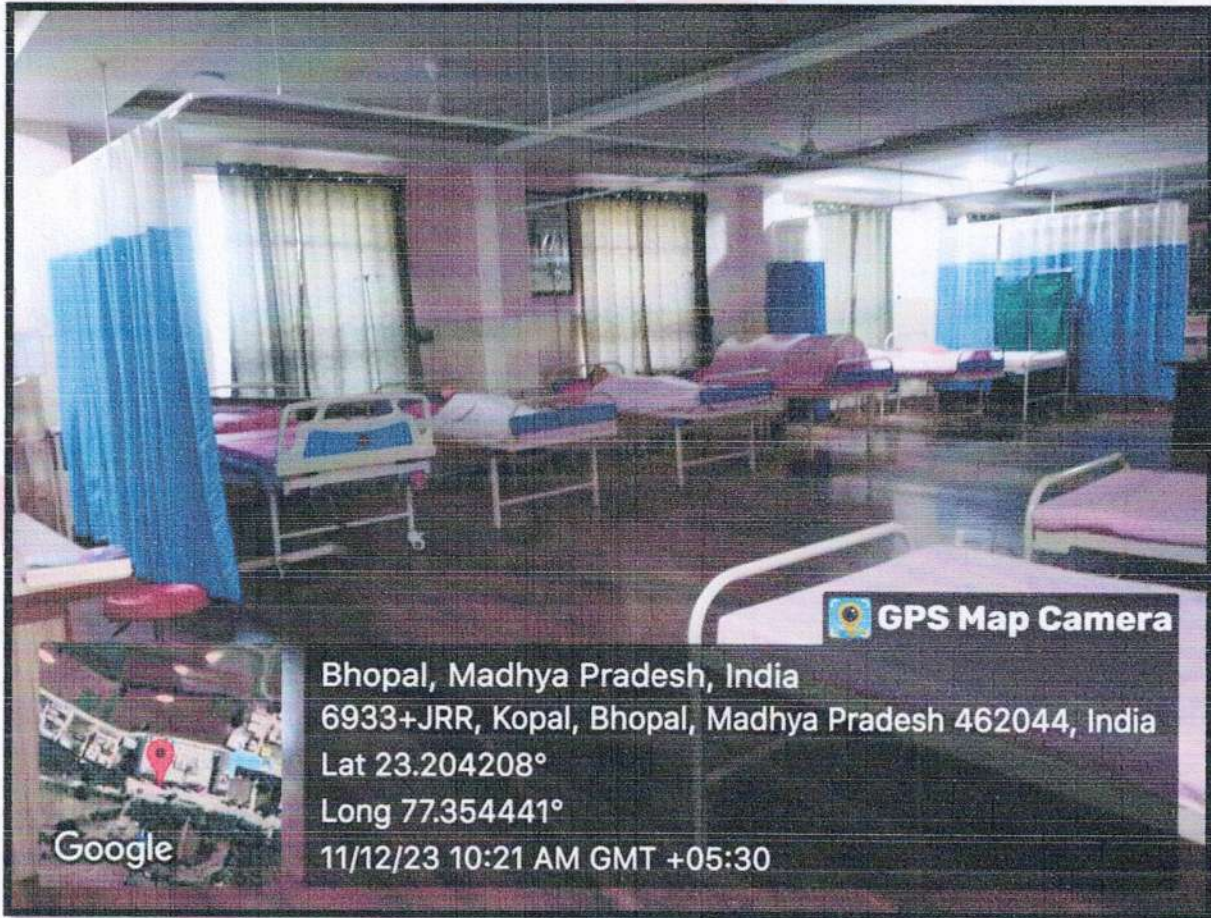 GPS Map Camera
Bhopal, Madhya Pradesh, India
6933+JRR, Kopal, Bhopal, Madhya Pradesh 462044, India
Lat 23.204208°
Long 77.354441°
11/12/23 10:21 AM GMT +05:30
Google